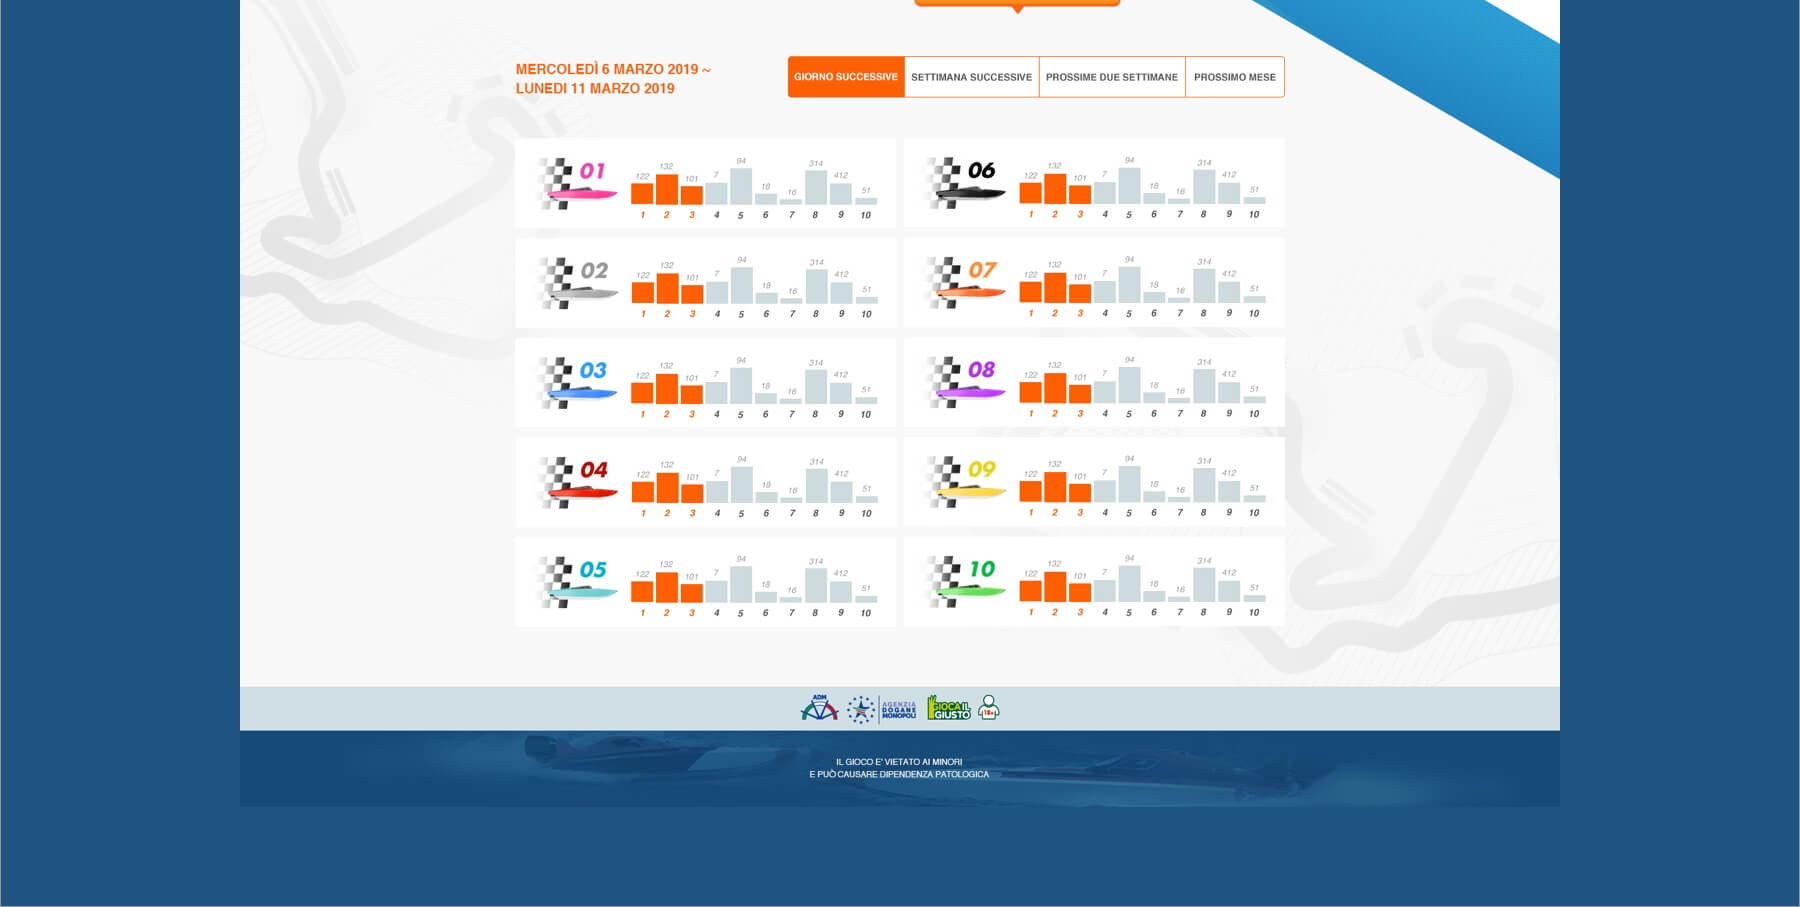 MERCOLEDÌ 6 MARZO 2019 ~
LUNEDI 11 MARZO 2019
GIORNO SUCCESSIVE
SETTIMANA SUCCESSIVE
PROSSIME DUE SETTIMANE
PROSSIMO MESE
01
122 132 101 7 94 18 16 314 412 51
1 2 3 4 5 6 7 8 9 10
06
122 132 101 7 94 18 16 314 412 51
1 2 3 4 5 6 7 8 9 10
02
122 132 101 7 94 18 16 314 412 51
1 2 3 4 5 6 7 8 9 10
07
122 132 101 7 94 18 16 314 412 51
1 2 3 4 5 6 7 8 9 10
03
122 132 101 7 94 18 16 314 412 51
1 2 3 4 5 6 7 8 9 10
08
122 132 101 7 94 18 16 314 412 51
1 2 3 4 5 6 7 8 9 10
04
122 132 101 7 94 18 16 314 412 51
1 2 3 4 5 6 7 8 9 10
09
122 132 101 7 94 18 16 314 412 51
1 2 3 4 5 6 7 8 9 10
05
122 132 101 7 94 18 16 314 412 51
1 2 3 4 5 6 7 8 9 10
10
122 132 101 7 94 18 16 314 412 51
1 2 3 4 5 6 7 8 9 10
ADM
AGENZIA
DOGANE
MONOPOLI
GIOCA IL
GIUSTO
18+
IL GIOCO E' VIETATO AI MINORI
E PUÒ CAUSARE DIPENDENZA PATOLOGICA